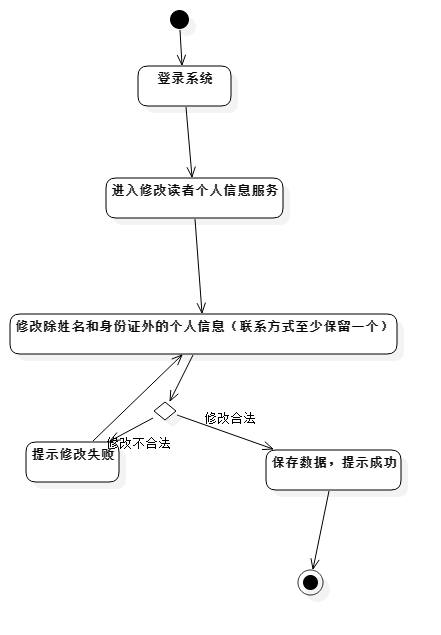 登录系统
进入修改读者个人信息服务
修改除姓名和身份证外的个人信息（联系方式至少保留一个）
修改合法
修改不合法
提示修改失败
保存数据，提示成功